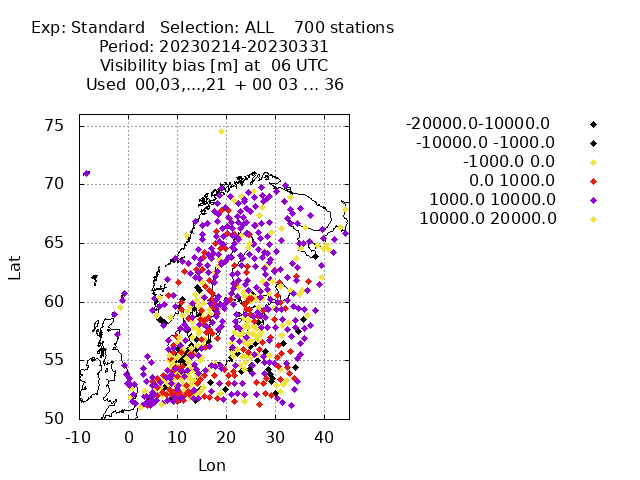 Exp: Standard   Selection: ALL    700 stations
Period: 20230214-20230331
Visibility bias [m] at  06 UTC
Used  00,03,...,21  + 00 03 ... 36
-20000.0-10000.0
-10000.0 -1000.0
-1000.0 0.0
0.0 1000.0
1000.0 10000.0
10000.0 20000.0
75
70
65
60
55
50
Lat
-10 0 10 20 30 40
Lon